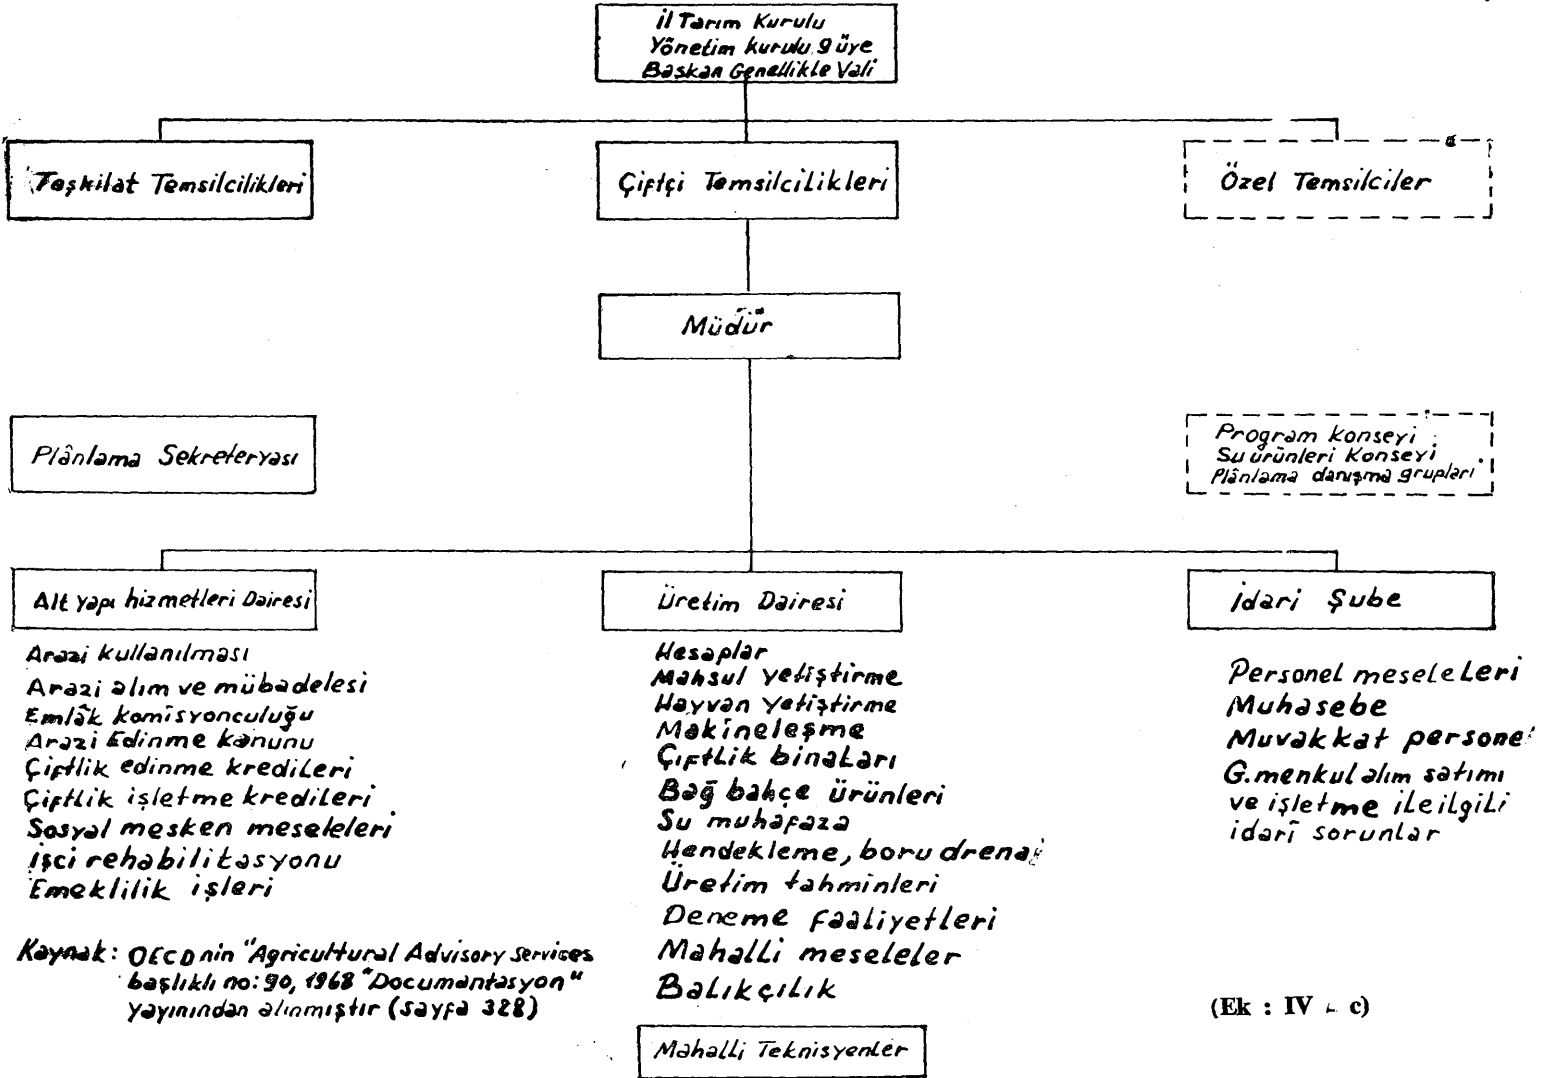 İl Tarım Kurulu
Yönetim kurulu 9 üye
Başkan Genellikle Vali
Teşkilat Temsilcilikleri
Çiftçi Temsilcilikleri
Özel Temsilciler
Müdür
Plânlama Sekreteryası
Program konseyi
Su ürünleri Konseyi
Plânlama danışma grupları
Alt yapı hizmetleri Dairesi
Arazi kullanılması
Arazi alım ve mübadelesi
Emlâk komisyonculuğu
Arazi Edinme kanunu
Çiftlik edinme kredileri
Çiftlik işletme kredileri
Sosyal mesken meseleleri
işci rehabilitasyonu
Emeklilik işleri
Üretim Dairesi
Hesaplar
Mahsul yetiştirme
Hayvan yetiştirme
Makineleşme
Çiftlik binaları
Bağ bahçe ürünleri
Su muhafaza
Hendekleme, boru drenaj
Üretim tahminleri
Deneme faaliyetleri
Mahalli meseleler
Balıkçılık
İdari Şube
Personel meseleleri
Muhasebe
Muvakkat personel
G.menkul alım satımı
ve işletme ile ilgili
idarî sorunlar
Kaynak: OECD nin "Agricultural Advisory Services
başlıklı no: 90, 1968 "Documantasyon"
yayınından alınmıştır (sayfa 328)
Mahalli Teknisyenler
(Ek : IV - c)